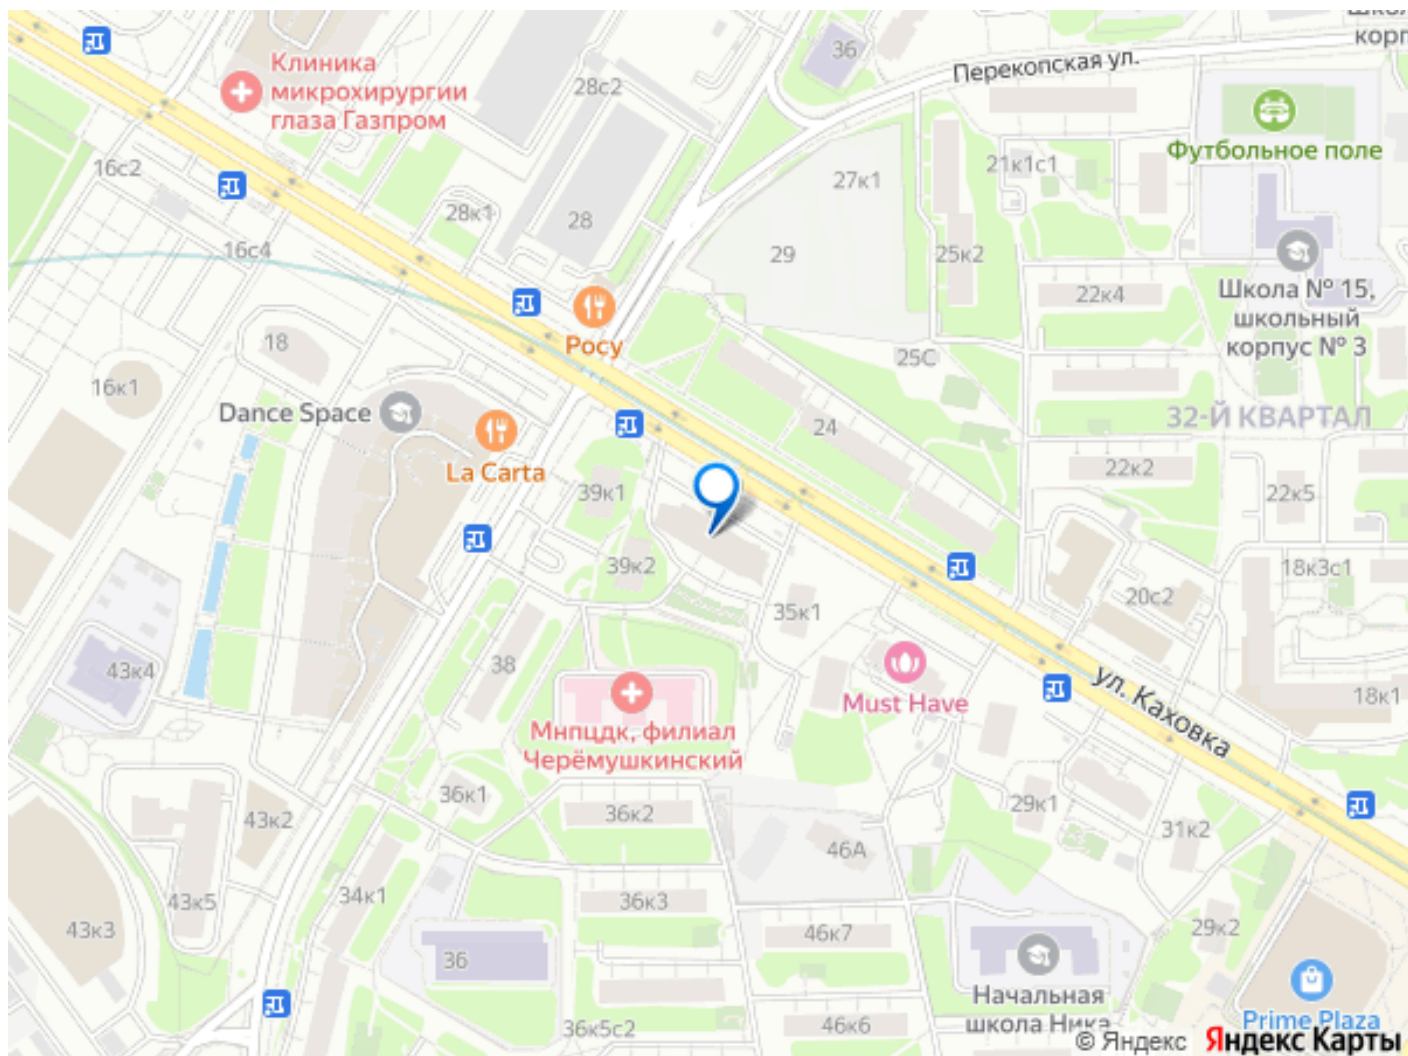 Клиника
микрохирургии
глаза Газпром
36
Перекопская ул.
28с2
корп
Футбольное поле
16с2
28к1
28
27к1
21к1с1
16с4
29
25к2
22к4
Школа № 15,
школьный
корпус № 3
18
Росу
25С
16к1
Dance Space
La Carta
24
32-Й КВАРТАЛ
22к2
22к5
39к1
39к2
18к3с1
20с2
35к1
38
43к4
Must Have
ул. Каховка
18к1
Мнпцдк, филиал
Черёмушкинский
36к1
36к2
29к1
31к2
43к2
46А
34к1
36к3
43к5
43к3
46к7
29к2
36
Начальная
школа Ника
36к5с2
46к6
Prime Plaza
© Яндекс Яндекс Карты